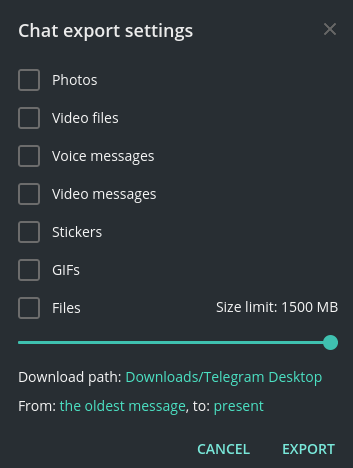 Chat export settings
Photos
Video files
Voice messages
Video messages
Stickers
GIFs
Files Size limit: 1500 MB
Download path: Downloads/Telegram Desktop
From: the oldest message, to: present
CANCEL EXPORT